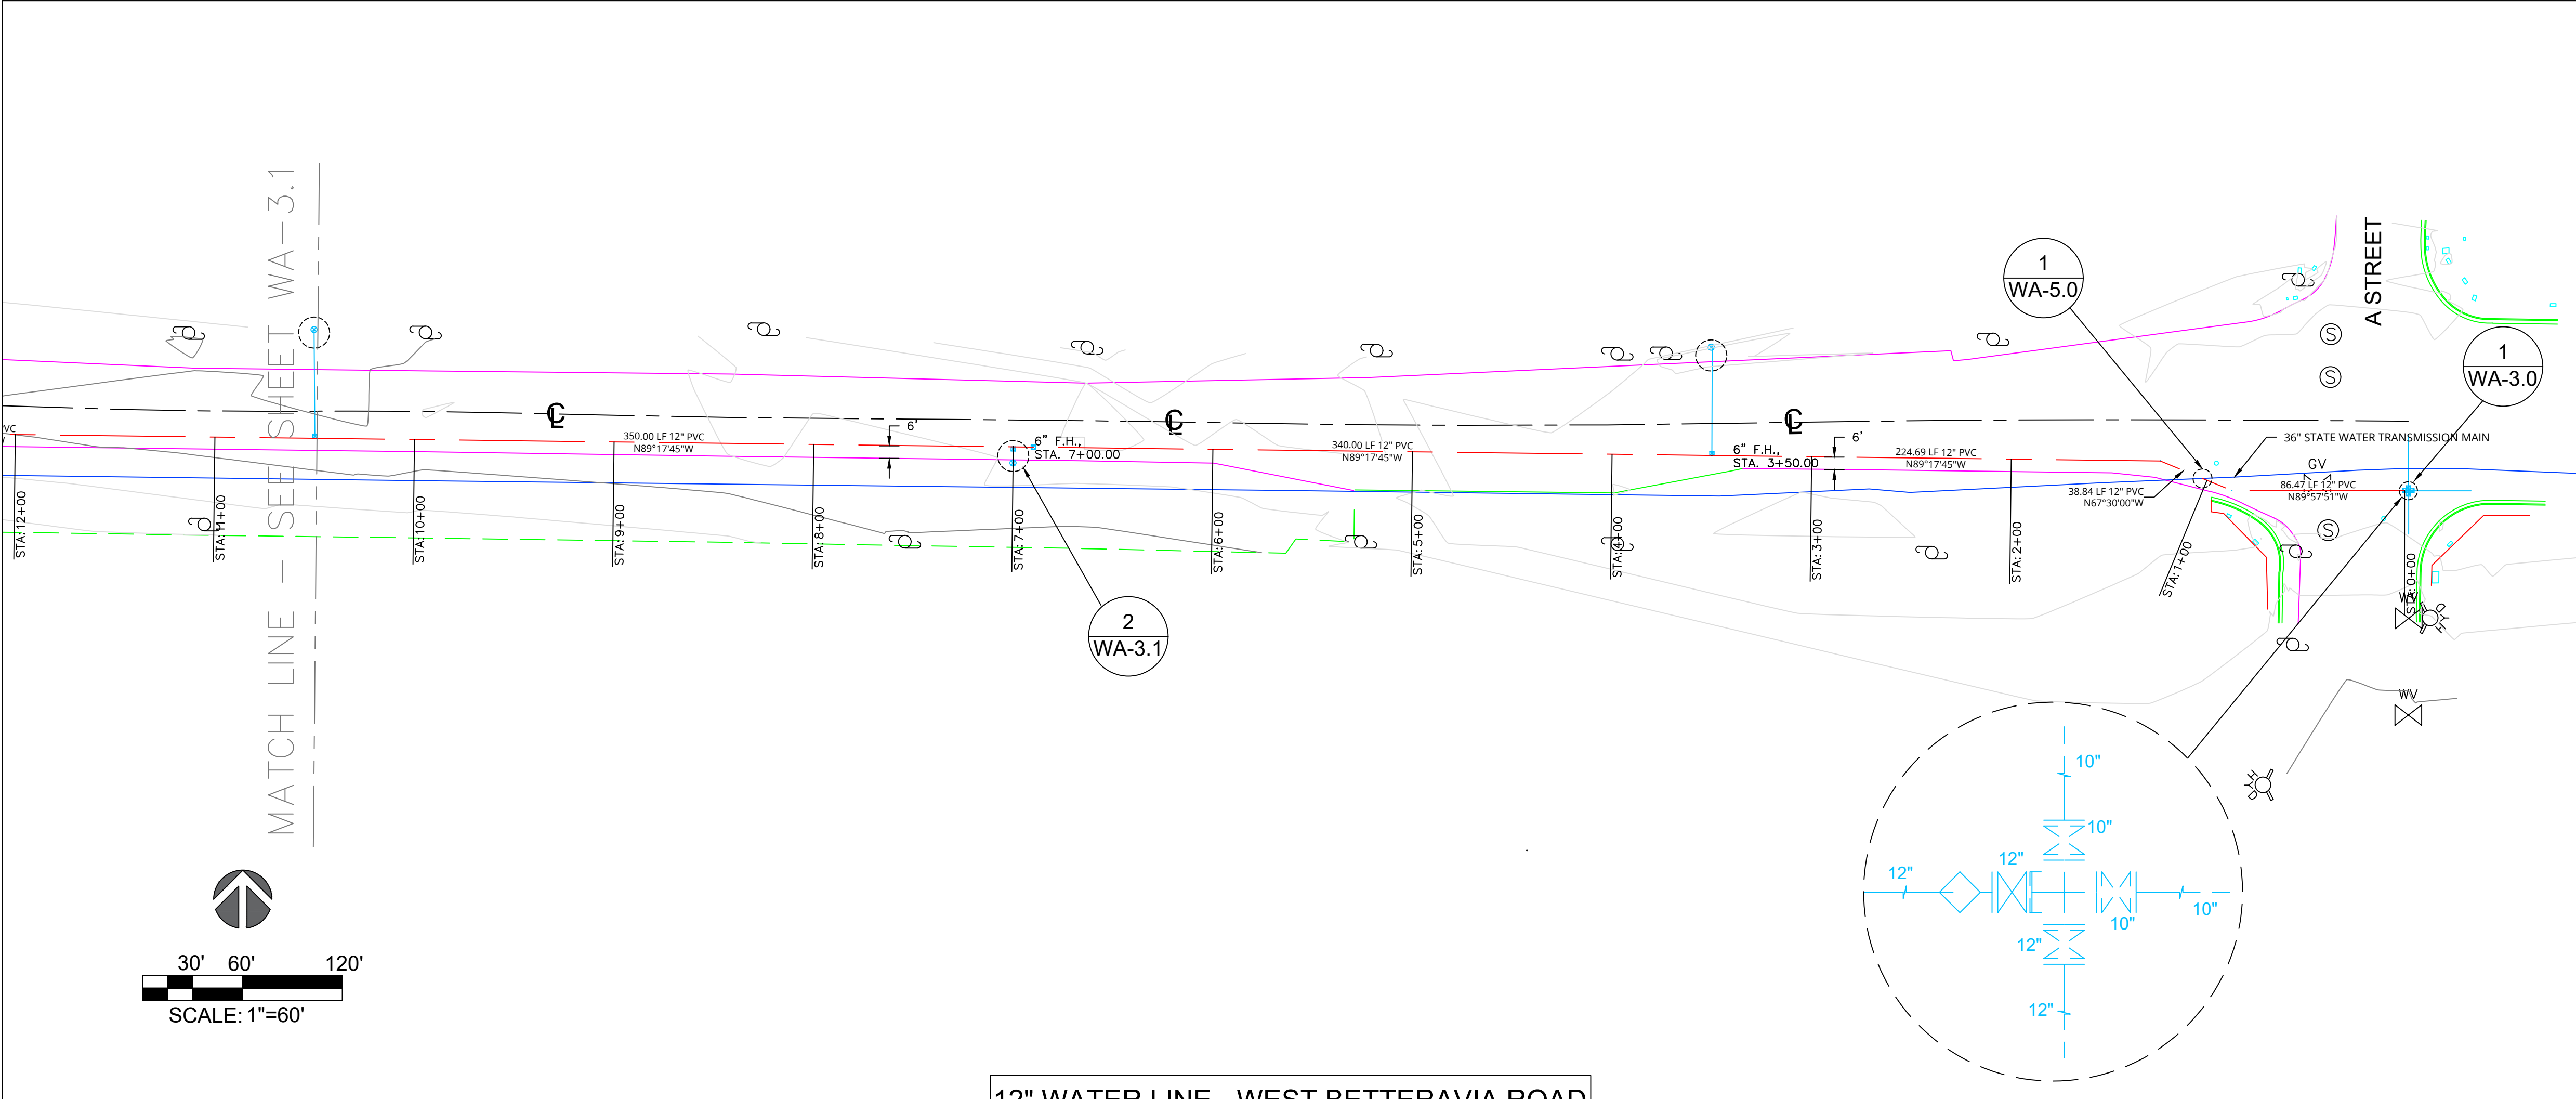 MATCH LINE - SEE SHEET WA-3.1
A STREET
1
WA-5.0
1
WA-3.0
36" STATE WATER TRANSMISSION MAIN
GV
86.47 LF 12" PVC
N89°57'51"W
38.84 LF 12" PVC
N67°30'00"W
224.69 LF 12" PVC
N89°17'45"W
6'
6" F.H.,
STA. 3+50.00
340.00 LF 12" PVC
N89°17'45"W
6" F.H.,
STA. 7+00.00
6'
350.00 LF 12" PVC
N89°17'45"W
VC
℄
℄
℄
S
S
S
STA: 12+00
STA: 11+00
STA: 10+00
STA: 9+00
STA: 8+00
STA: 7+00
STA: 6+00
STA: 5+00
STA: 4+00
STA: 3+00
STA: 2+00
STA: 1+00
STA: 0+00
WV
HYD
WV
HYD
2
WA-3.1
10"
10"
12"
12"
10"
10"
12"
12"
30' 60' 120'
SCALE: 1"=60'
12" WATER LINE - WEST BETTERAVIA ROAD